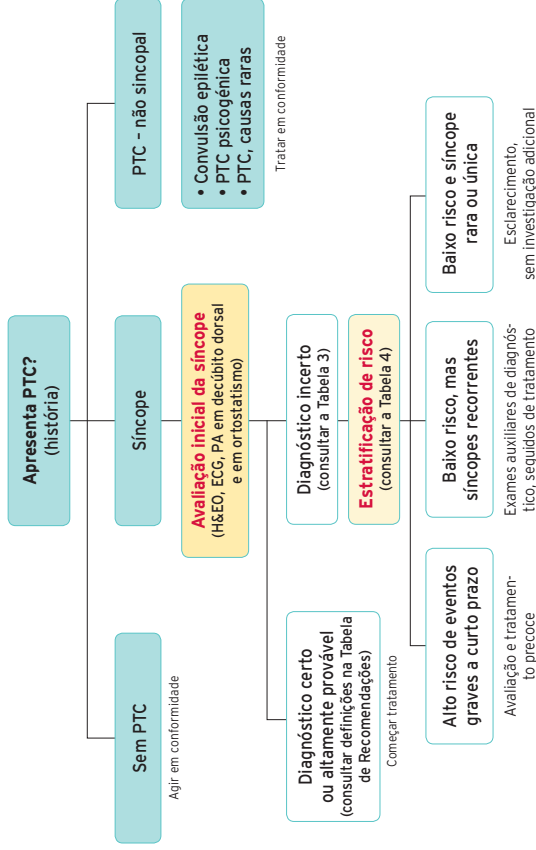 Apresenta PTC?
(história)
Sem PTC
Agir em conformidade
Síncope
PTC - não sincopal
Avaliação inicial da síncope
(H&EO, ECG, PA em decúbito dorsal
e em ortostatismo)
• Convulsão epilética
• PTC psicogénica
• PTC, causas raras
Tratar em conformidade
Diagnóstico certo
ou altamente provável
(consultar definições na Tabela
de Recomendações)
Começar tratamento
Diagnóstico incerto
(consultar a Tabela 3)
Estratificação de risco
(consultar a Tabela 4)
Alto risco de eventos
graves a curto prazo
Avaliação e tratamen-
to precoce
Baixo risco, mas
síncopes recorrentes
Exames auxiliares de diagnós-
tico, seguidos de tratamento
Baixo risco e síncope
rara ou única
Esclarecimento,
sem investigação adicional